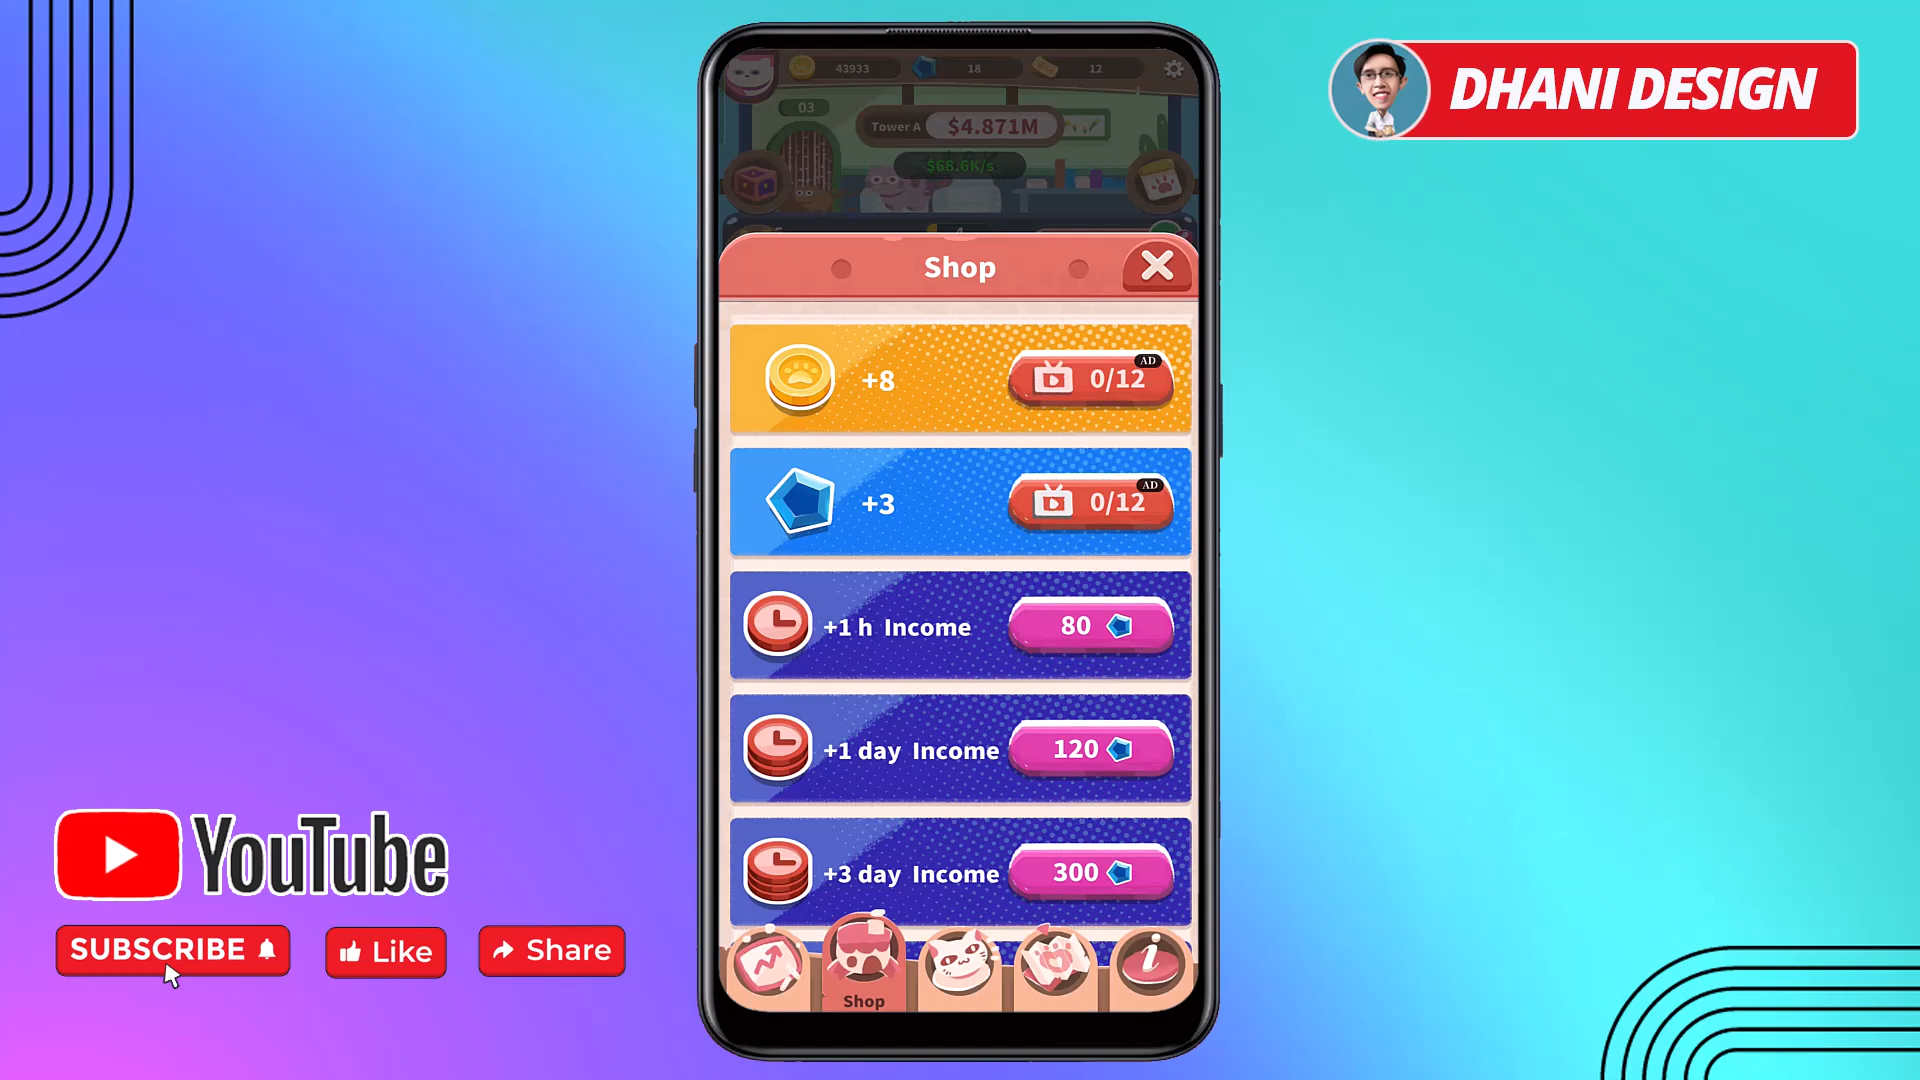 DHANI DESIGN
43933 18 12
03
Tower A $4.871M
$68.6K/s
Shop
+8 0/12 AD
+3 0/12 AD
+1 h Income 80
+1 day Income 120
+3 day Income 300
Shop
YouTube
SUBSCRIBE Like Share